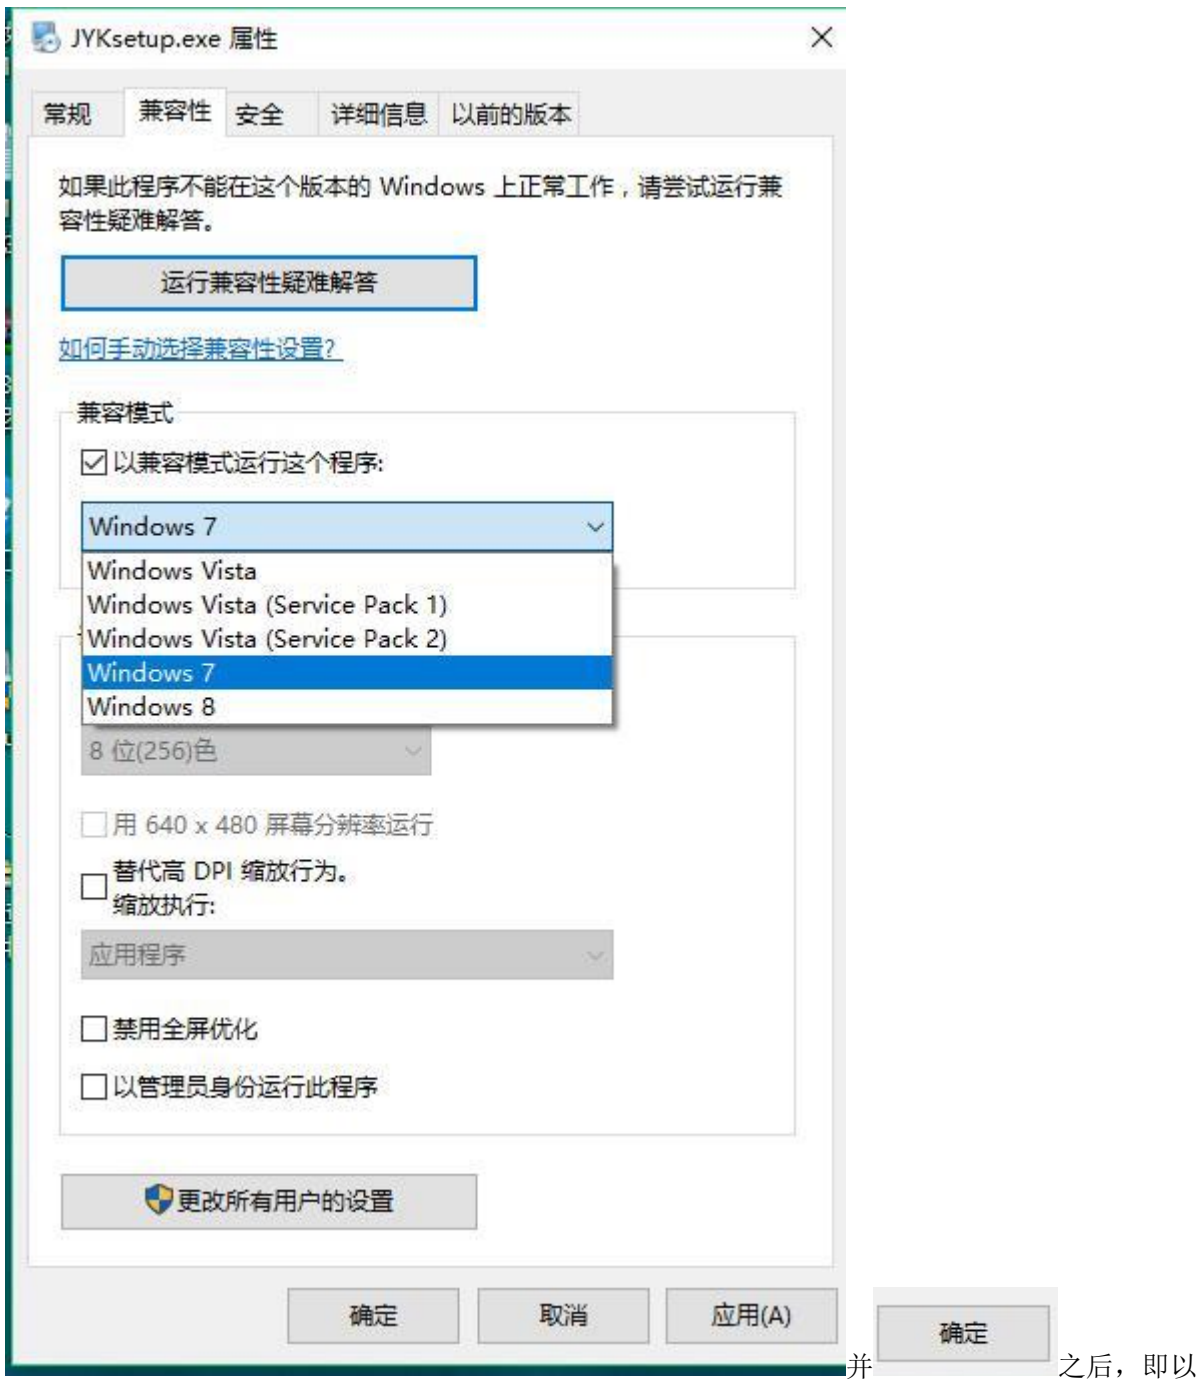 JYKsetup.exe 属性
常规 兼容性 安全 详细信息 以前的版本
如果此程序不能在这个版本的 Windows 上正常工作，请尝试运行兼
容性疑难解答。
运行兼容性疑难解答
如何手动选择兼容性设置?
兼容模式
以兼容模式运行这个程序:
Windows 7
Windows Vista
Windows Vista (Service Pack 1)
Windows Vista (Service Pack 2)
Windows 7
Windows 8
8 位(256)色
用 640 x 480 屏幕分辨率运行
替代高 DPI 缩放行为。
缩放执行:
应用程序
禁用全屏优化
以管理员身份运行此程序
更改所有用户的设置
确定 取消 应用(A)
并 确定 之后，即以